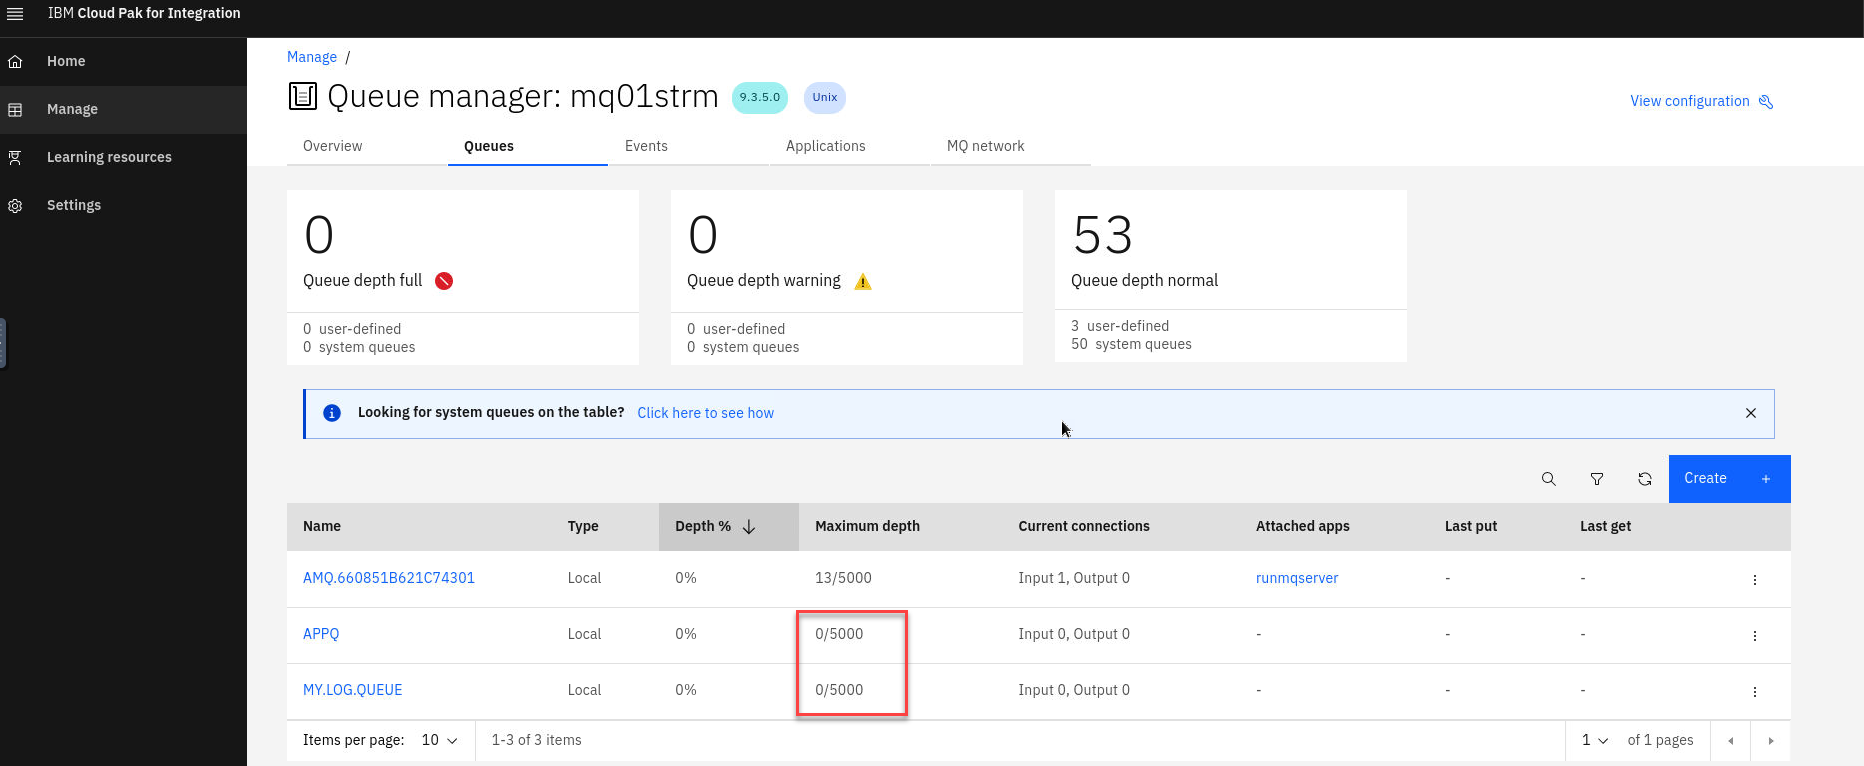 IBM Cloud Pak for Integration
Home
Manage
Learning resources
Settings
Manage /
Queue manager: mq01strm 9.3.5.0 Unix
View configuration
Overview Queues Events Applications MQ network
0
Queue depth full
0 user-defined
0 system queues
0
Queue depth warning
0 user-defined
0 system queues
53
Queue depth normal
3 user-defined
50 system queues
Looking for system queues on the table? Click here to see how
Create +
Name Type Depth % Maximum depth Current connections Attached apps Last put Last get
AMQ.660851B621C74301 Local 0% 13/5000 Input 1, Output 0 runmqserver - -
APPQ Local 0% 0/5000 Input 0, Output 0 - - -
MY.LOG.QUEUE Local 0% 0/5000 Input 0, Output 0 - - -
Items per page: 10 1-3 of 3 items 1 of 1 pages